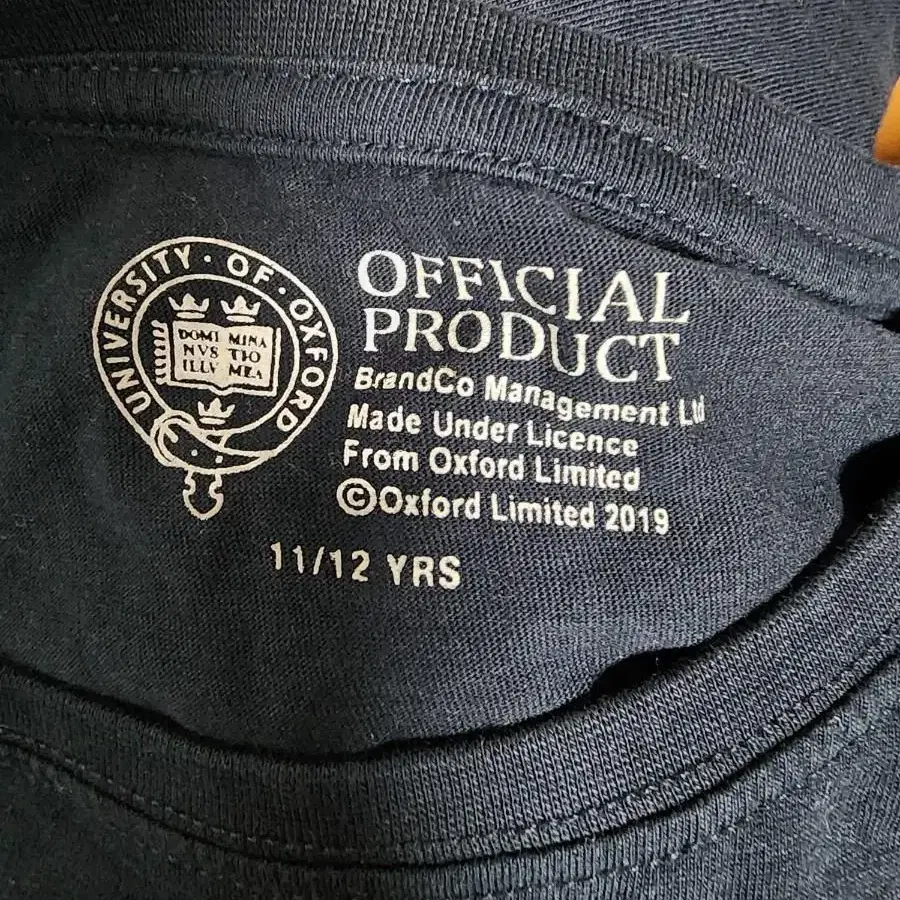 UNIVERSITY · OF · OXFORD
DOMI MINA
NVS TIO
ILLV MEA
OFFICIAL
PRODUCT
BrandCo Management Ltd
Made Under Licence
From Oxford Limited
©Oxford Limited 2019
11/12 YRS